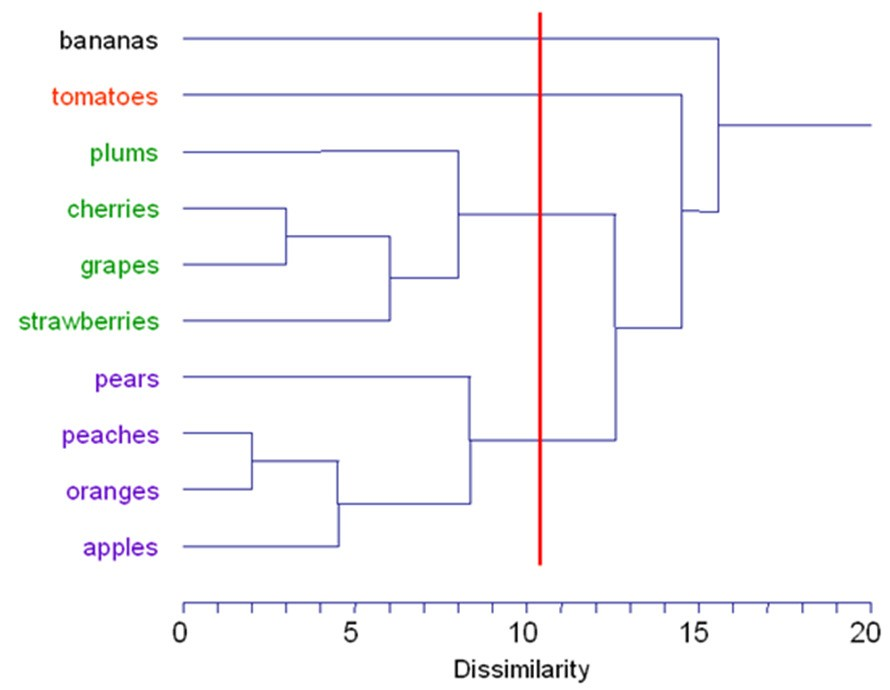 bananas
tomatoes
plums
cherries
grapes
strawberries
pears
peaches
oranges
apples
0 5 10 15 20
Dissimilarity